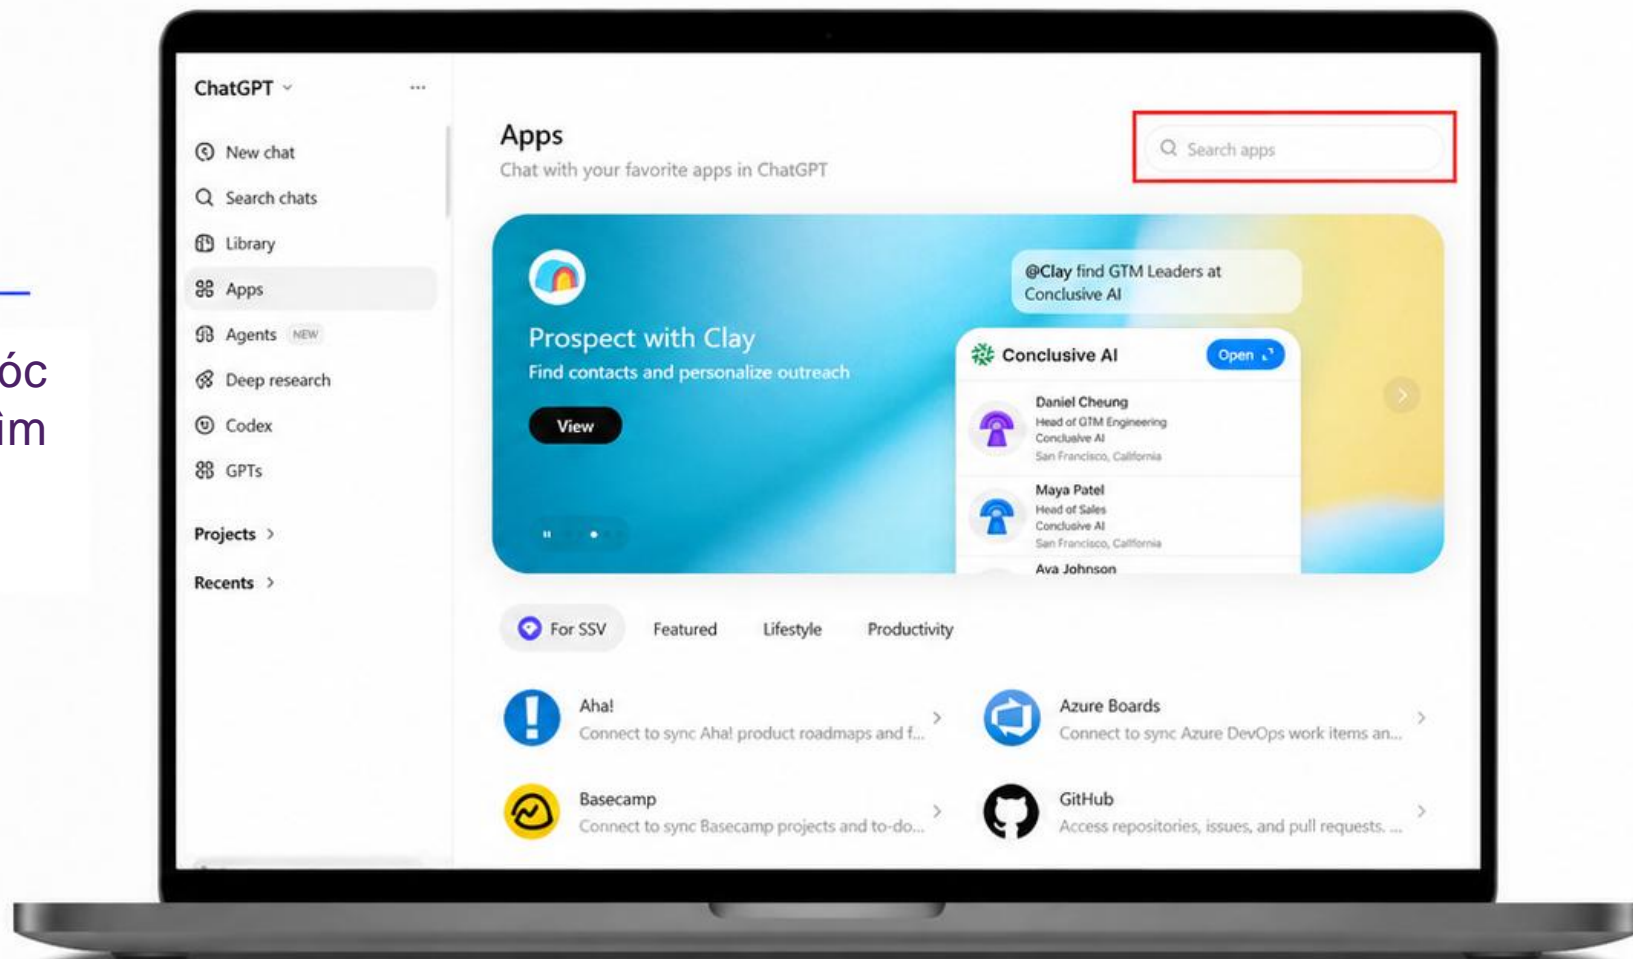 óc
ìm
ChatGPT
New chat
Search chats
Library
Apps
Agents NEW
Deep research
Codex
GPTs
Projects
Recents
Apps
Chat with your favorite apps in ChatGPT
Search apps
Prospect with Clay
Find contacts and personalize outreach
View
@Clay find GTM Leaders at
Conclusive AI
Conclusive AI
Open
Daniel Cheung
Head of GTM Engineering
Conclusive AI
San Francisco, California
Maya Patel
Head of Sales
Conclusive AI
San Francisco, California
Ava Johnson
For SSV Featured Lifestyle Productivity
Aha!
Connect to sync Aha! product roadmaps and f...
Azure Boards
Connect to sync Azure DevOps work items an...
Basecamp
Connect to sync Basecamp projects and to-do...
GitHub
Access repositories, issues, and pull requests. ...